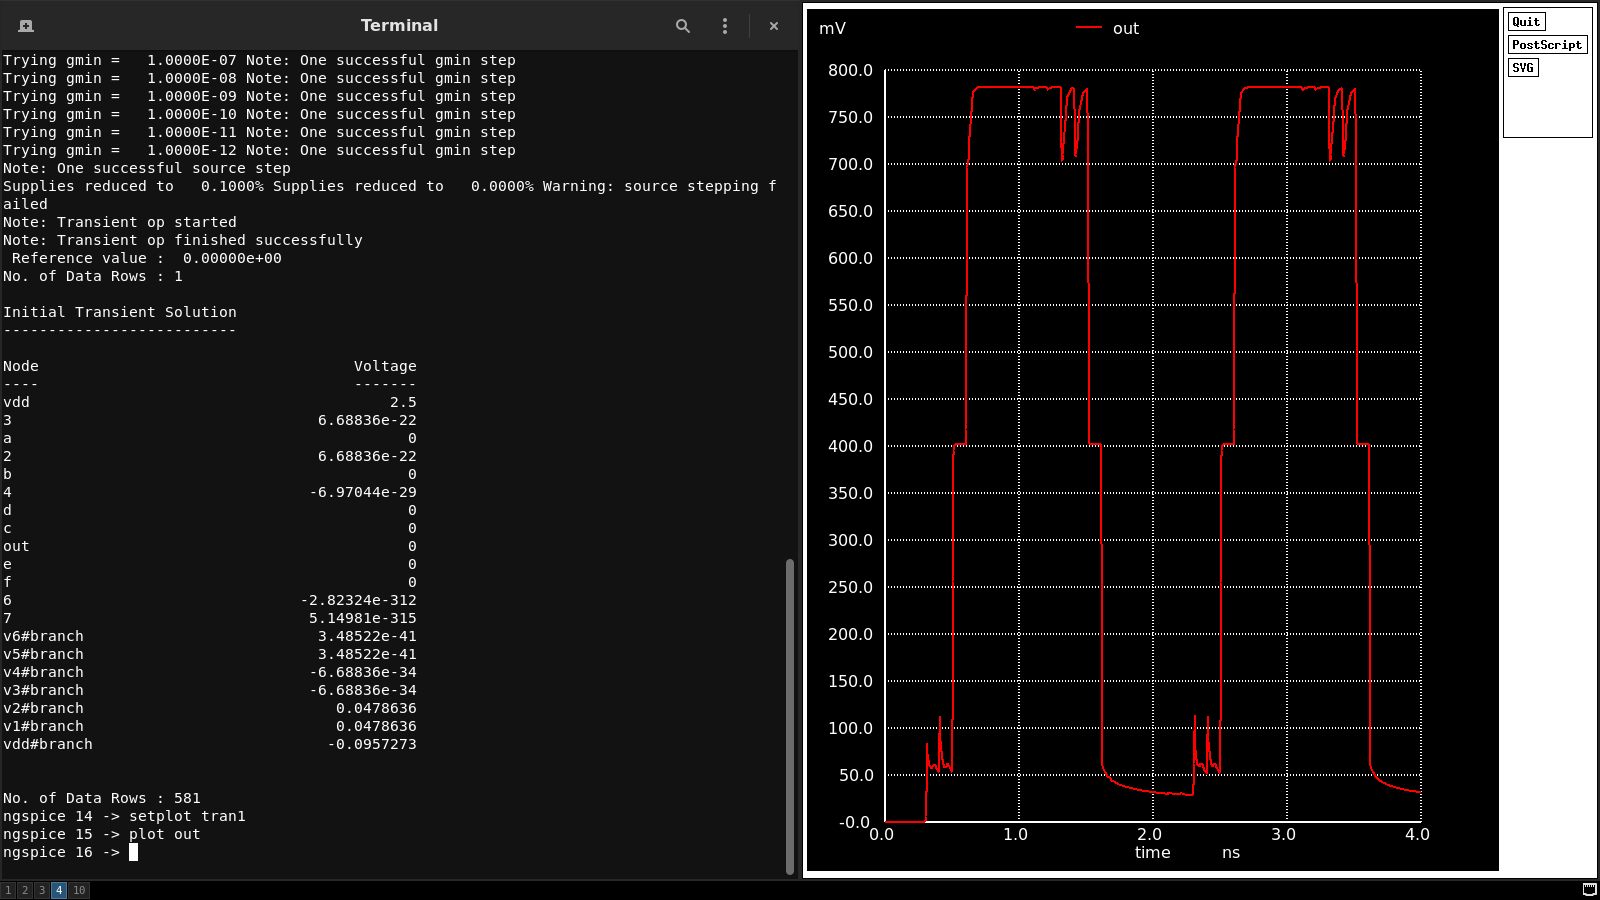 Terminal
Trying gmin =   1.0000E-07 Note: One successful gmin step
Trying gmin =   1.0000E-08 Note: One successful gmin step
Trying gmin =   1.0000E-09 Note: One successful gmin step
Trying gmin =   1.0000E-10 Note: One successful gmin step
Trying gmin =   1.0000E-11 Note: One successful gmin step
Trying gmin =   1.0000E-12 Note: One successful gmin step
Note: One successful source step
Supplies reduced to   0.1000% Supplies reduced to   0.0000% Warning: source stepping f
ailed
Note: Transient op started
Note: Transient op finished successfully
 Reference value :  0.00000e+00
No. of Data Rows : 1
Initial Transient Solution
--------------------------
Node                                   Voltage
----                                   -------
vdd                                        2.5
3                                  6.68836e-22
a                                            0
2                                  6.68836e-22
b                                            0
4                                 -6.97044e-29
d                                            0
c                                            0
out                                          0
e                                            0
f                                            0
6                                -2.82324e-312
7                                 5.14981e-315
v6#branch                          3.48522e-41
v5#branch                          3.48522e-41
v4#branch                         -6.68836e-34
v3#branch                         -6.68836e-34
v2#branch                            0.0478636
v1#branch                            0.0478636
vdd#branch                          -0.0957273
No. of Data Rows : 581
ngspice 14 -> setplot tran1
ngspice 15 -> plot out
ngspice 16 ->
1 2 3 4 10
mV
out
800.0
750.0
700.0
650.0
600.0
550.0
500.0
450.0
400.0
350.0
300.0
250.0
200.0
150.0
100.0
50.0
-0.0
0.0 1.0 2.0 3.0 4.0
time ns
Quit
PostScript
SVG